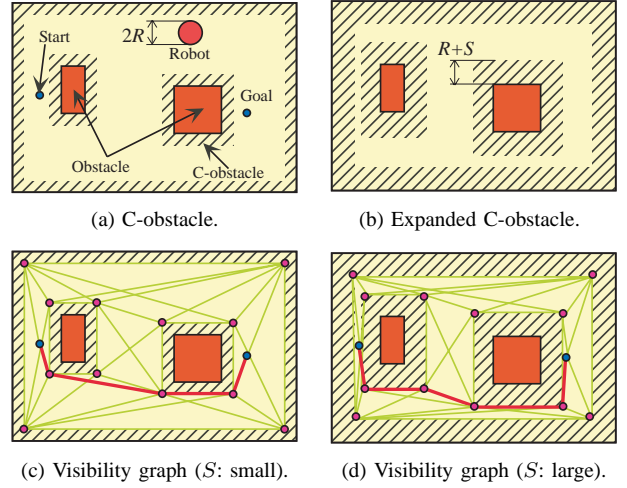 Start
2R
Robot
Goal
Obstacle
C-obstacle
R+S
(a) C-obstacle.
(b) Expanded C-obstacle.
(c) Visibility graph (S: small).
(d) Visibility graph (S: large).